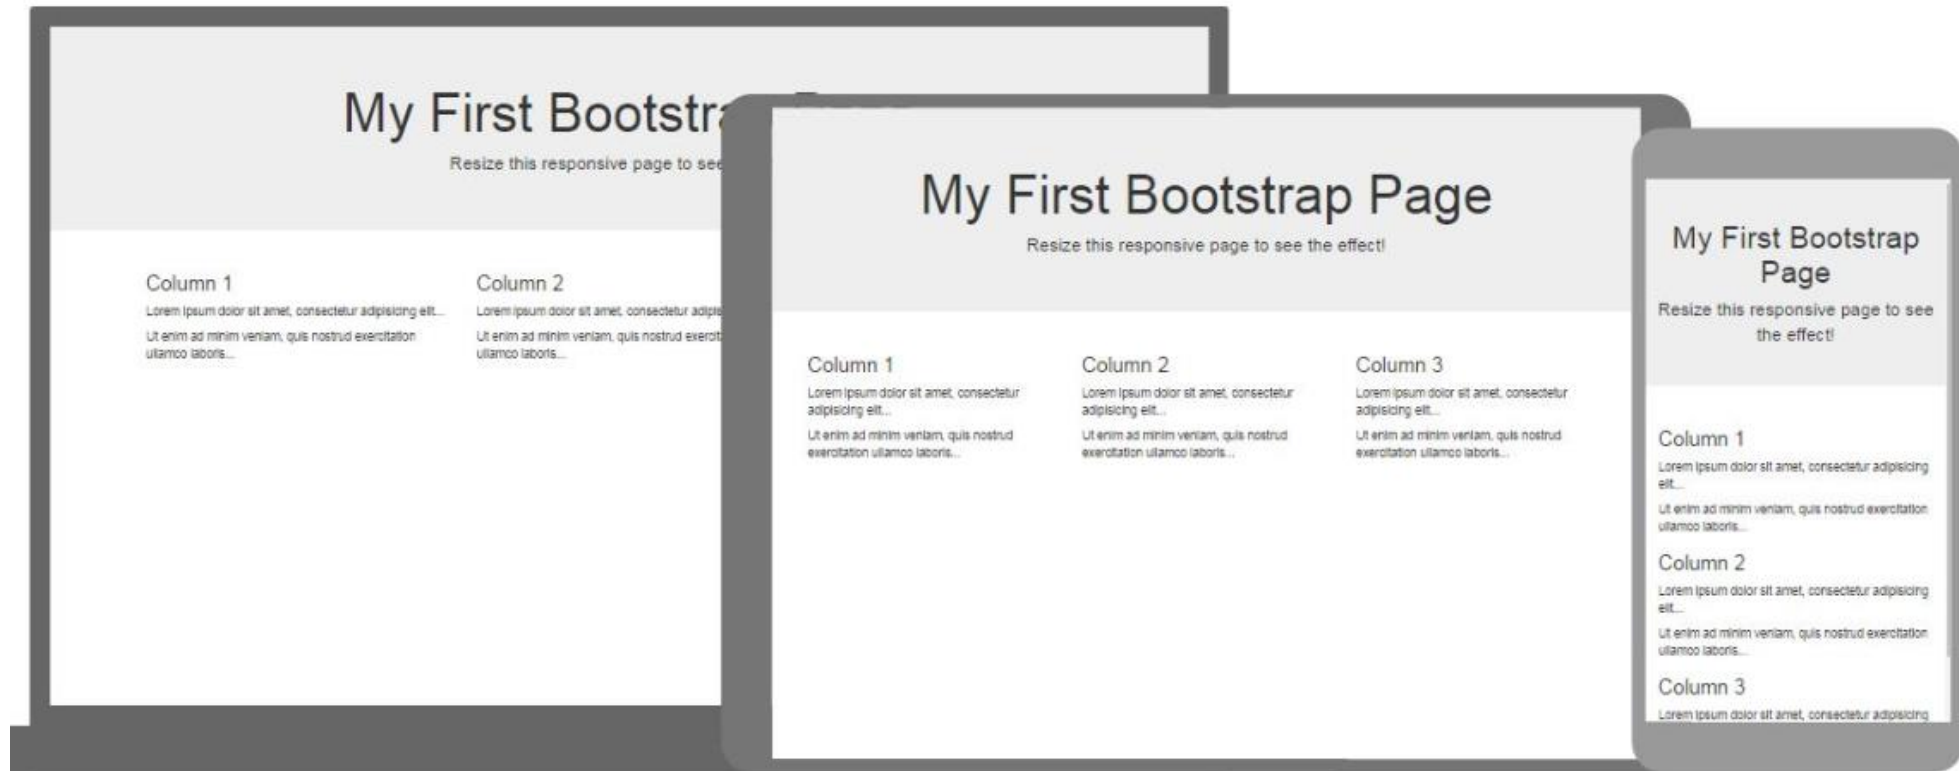 My First Bootstra
Resize this responsive page to see
Column 1
Lorem ipsum dolor sit amet, consectetur adipisicing elit...
Ut enim ad minim veniam, quis nostrud exercitation
ullamco laboris...
Column 2
Lorem ipsum dolor sit amet, consectetur adipis
Ut enim ad minim veniam, quis nostrud exercit
ullamco laboris...
My First Bootstrap Page
Resize this responsive page to see the effect!
Column 1
Lorem ipsum dolor sit amet, consectetur
adipisicing elit...
Ut enim ad minim veniam, quis nostrud
exercitation ullamco laboris...
Column 2
Lorem ipsum dolor sit amet, consectetur
adipisicing elit...
Ut enim ad minim veniam, quis nostrud
exercitation ullamco laboris...
Column 3
Lorem ipsum dolor sit amet, consectetur
adipisicing elit...
Ut enim ad minim veniam, quis nostrud
exercitation ullamco laboris...
My First Bootstrap
Page
Resize this responsive page to see
the effect!
Column 1
Lorem ipsum dolor sit amet, consectetur adipisicing
elit...
Ut enim ad minim veniam, quis nostrud exercitation
ullamco laboris...
Column 2
Lorem ipsum dolor sit amet, consectetur adipisicing
elit...
Ut enim ad minim veniam, quis nostrud exercitation
ullamco laboris...
Column 3
Lorem ipsum dolor sit amet, consectetur adipisicing